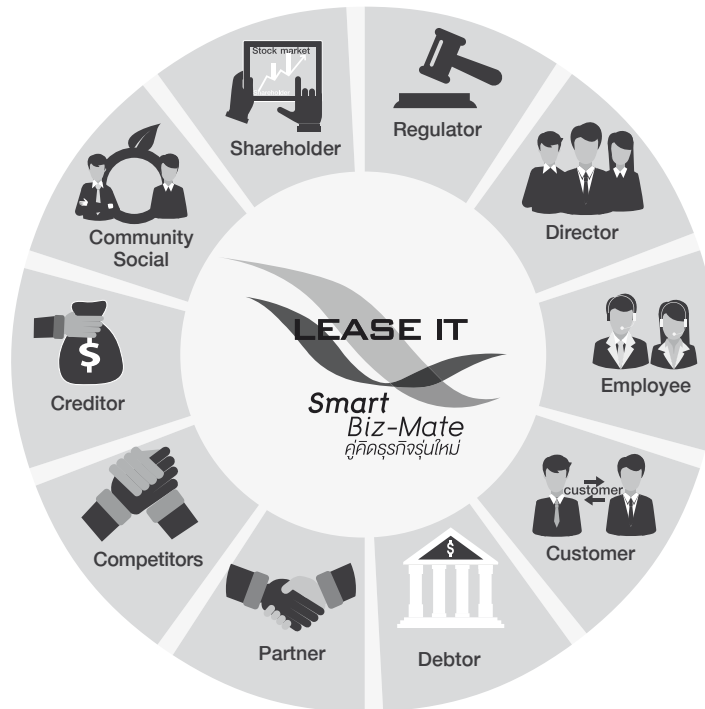 Stock market
Shareholder
Shareholder
Regulator
Director
Employee
customer
Customer
Debtor
Partner
Competitors
$
Creditor
Community
Social
$
LEASE IT
Smart
Biz-Mate
คู่คิดธุรกิจรุ่นใหม่